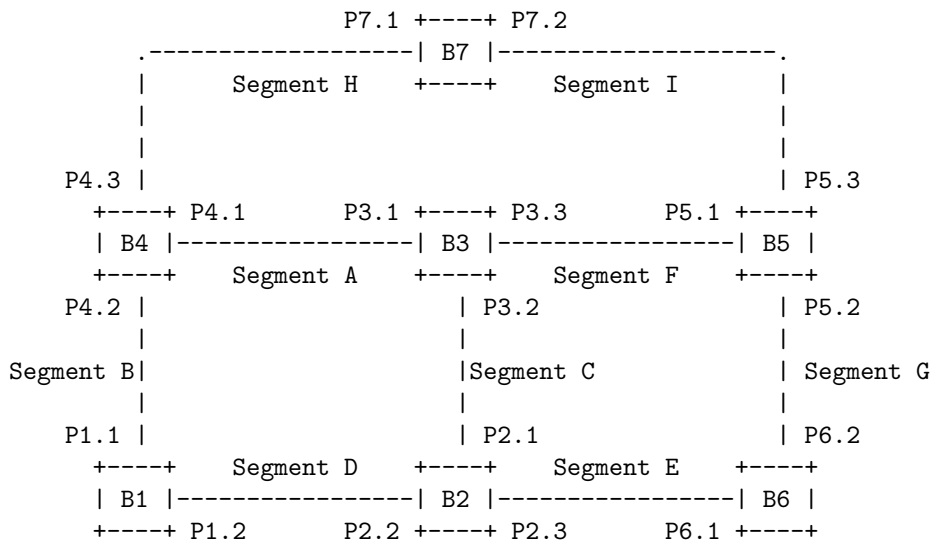 P7.1 P7.2
B7
Segment H Segment I
P4.3 P5.3
P4.1 P3.1 P3.3 P5.1
B4 B3 B5
Segment A Segment F
P4.2 P3.2 P5.2
Segment B Segment C Segment G
P1.1 P2.1 P6.2
Segment D Segment E
B1 B2 B6
P1.2 P2.2 P2.3 P6.1